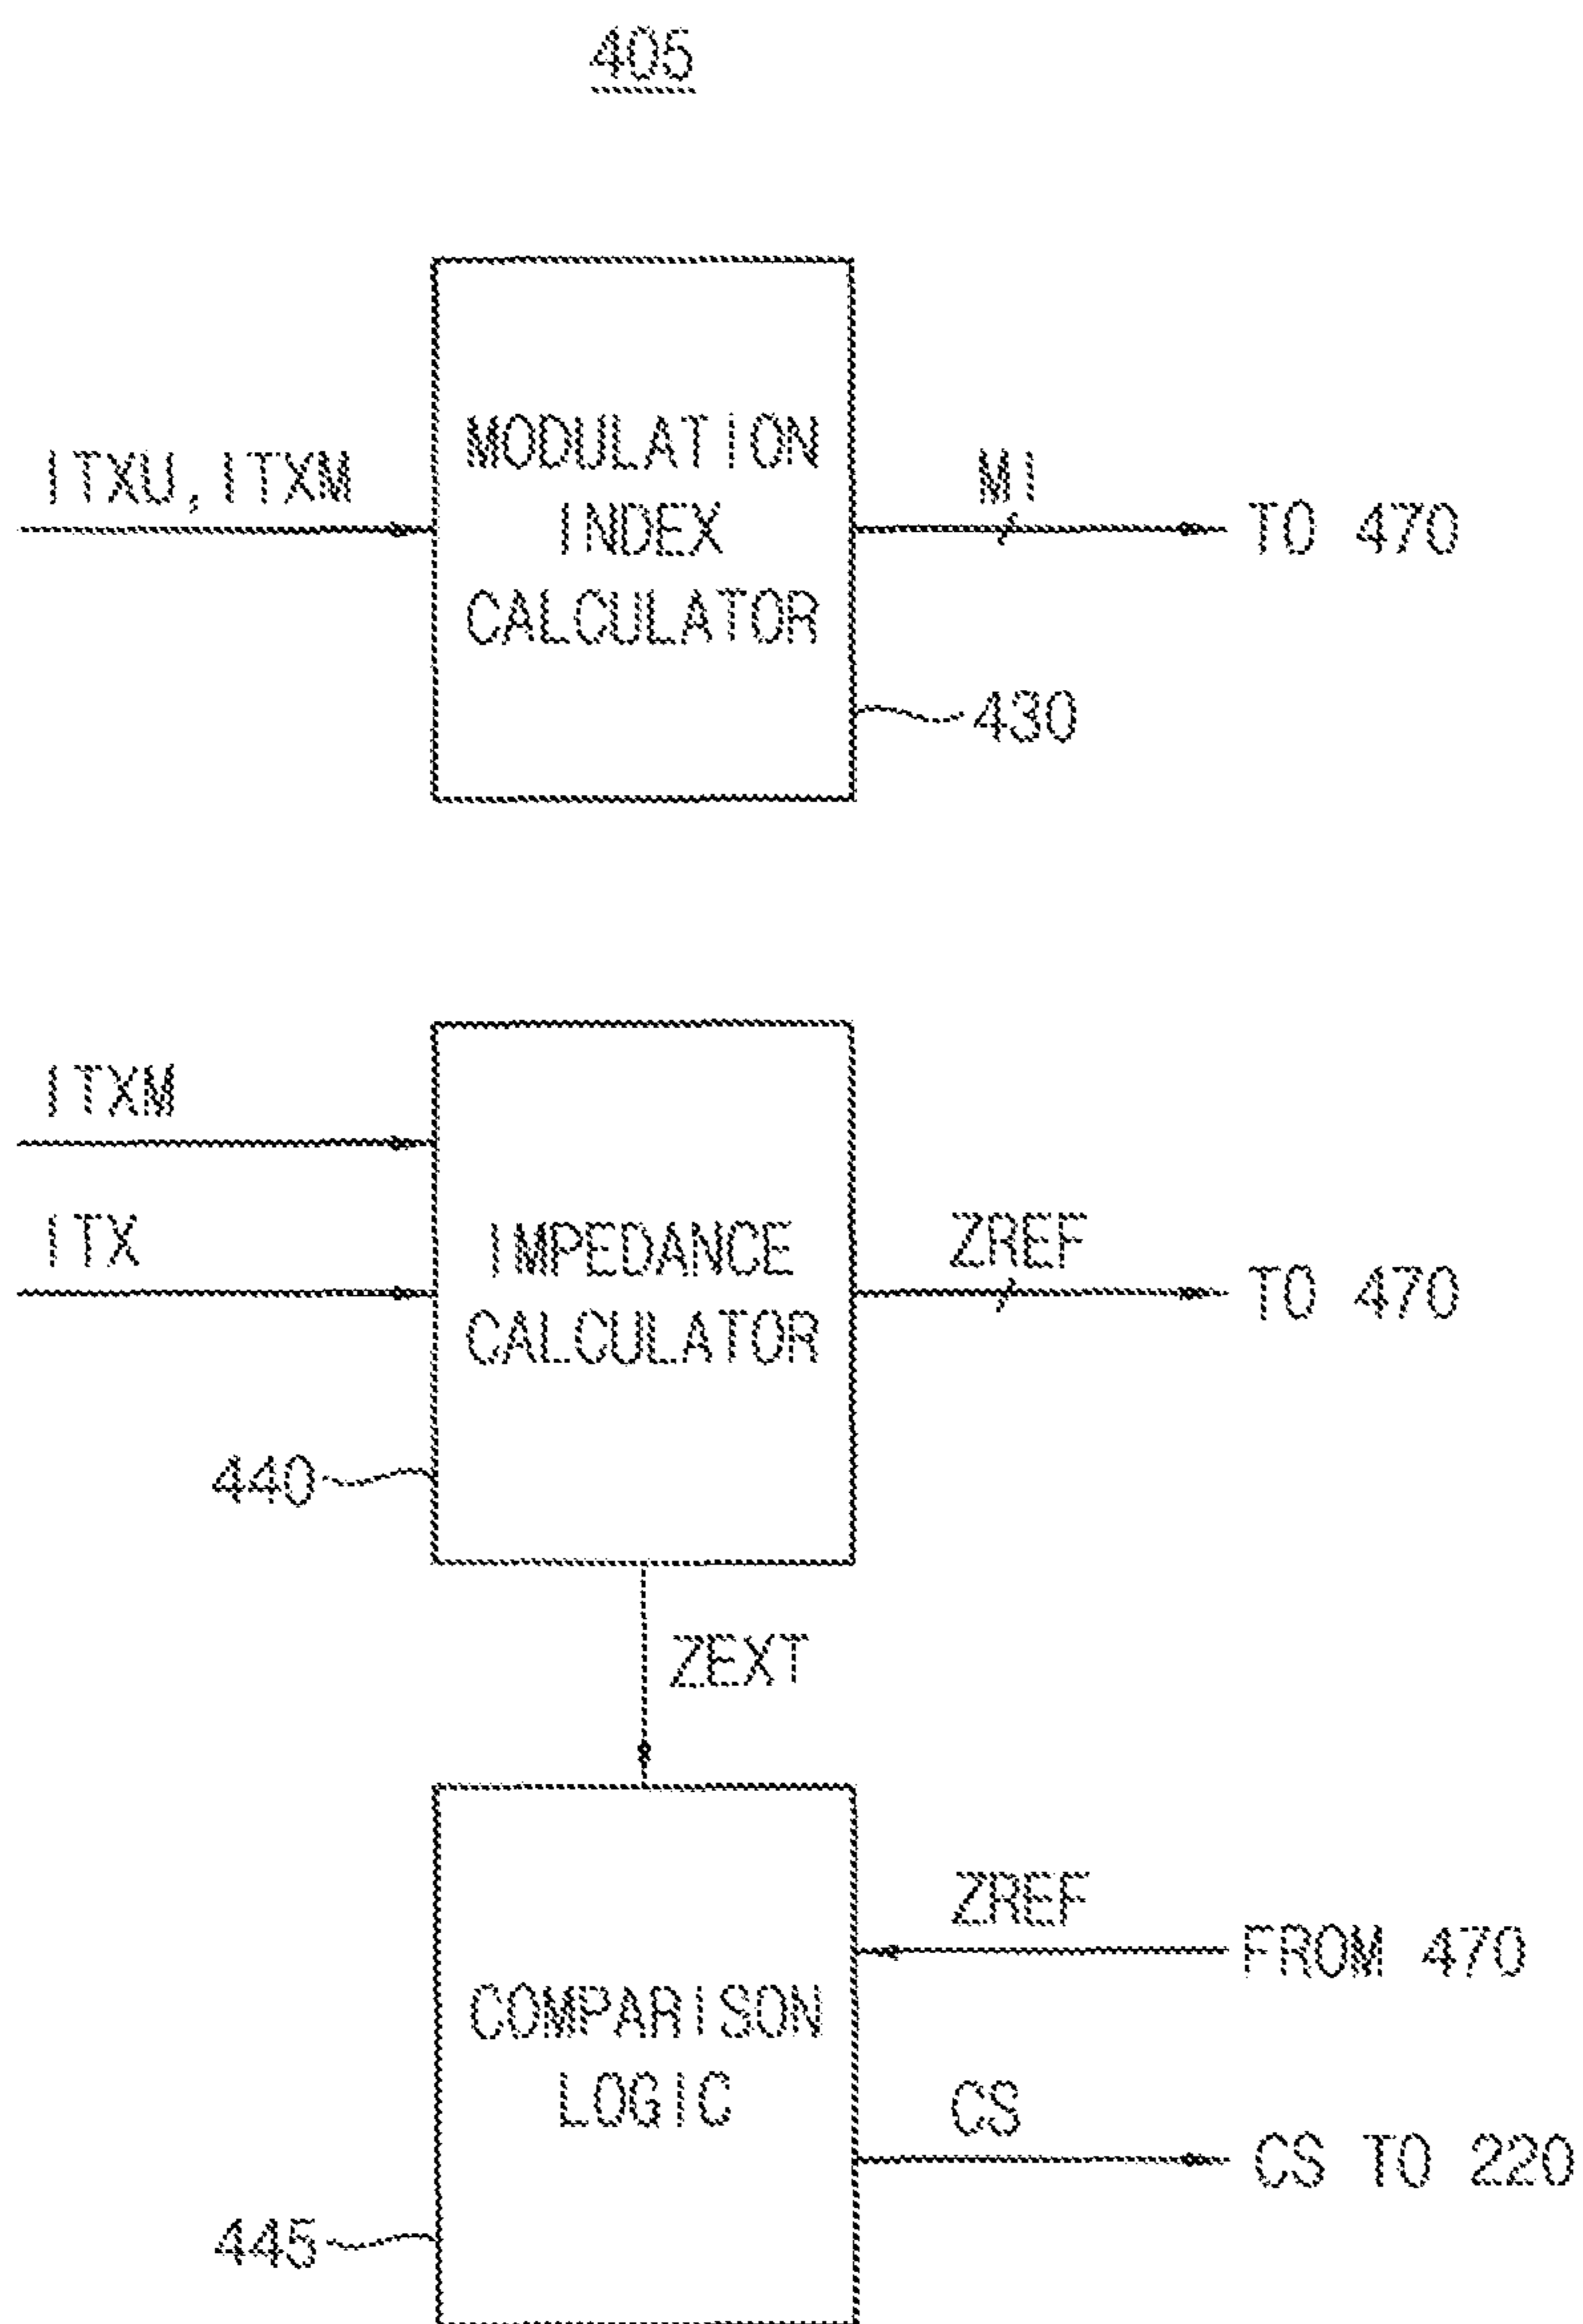 405
MODULATION
ITXU, ITXM
MI
INDEX
TO 470
CALCULATOR
430
ITXM
ITX
IMPEDANCE
ZREF
CALCULATOR
TO 470
440
ZEXT
ZREF
FROM 470
COMPARISON
LOGIC
CS
CS TO 220
445